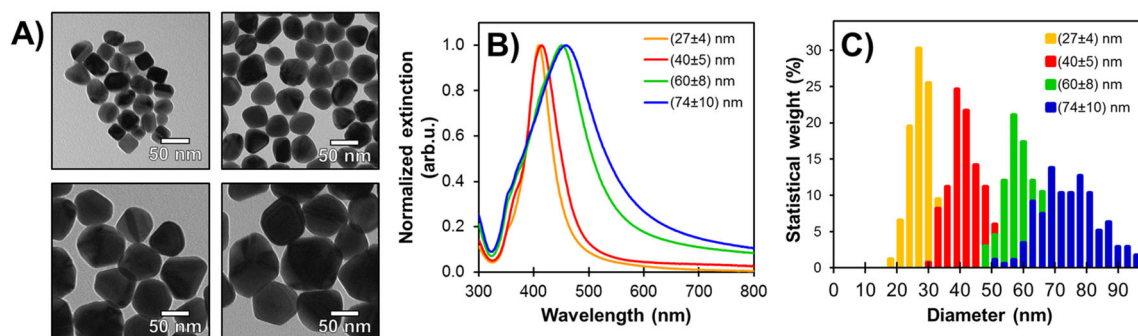 A)
50 nm
50 nm
50 nm
50 nm
B)
(27±4) nm
(40±5) nm
(60±8) nm
(74±10) nm
Normalized extinction
(arb.u.)
1.0
0.8
0.6
0.4
0.2
0.0
300 400 500 600 700 800
Wavelength (nm)
C)
(27±4) nm
(40±5) nm
(60±8) nm
(74±10) nm
Statistical weight (%)
30
25
20
15
10
5
0
0 10 20 30 40 50 60 70 80 90
Diameter (nm)